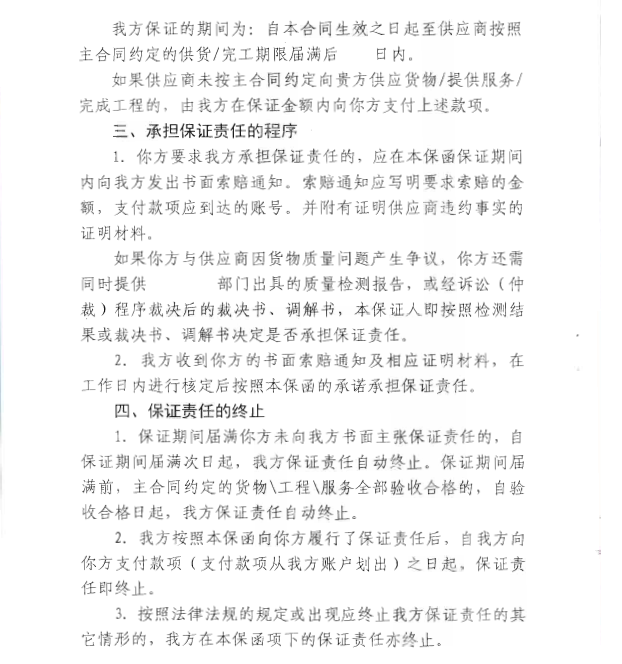 我方保证的期间为：自本合同生效之日起至供应商按照
主合同约定的供货/完工期限届满后　　日内。
如果供应商未按主合同约定向贵方供应货物/提供服务/
完成工程的，由我方在保证金额内向你方支付上述款项。
三、承担保证责任的程序
1．你方要求我方承担保证责任的，应在本保函保证期间
内向我方发出书面索赔通知。索赔通知应写明要求索赔的金
额，支付款项应到达的账号。并附有证明供应商违约事实的
证明材料。
如果你方与供应商因货物质量问题产生争议，你方还需
同时提供　　　　部门出具的质量检测报告，或经诉讼（仲
裁）程序裁决后的裁决书、调解书，本保证人即按照检测结
果或裁决书、调解书决定是否承担保证责任。
2．我方收到你方的书面索赔通知及相应证明材料，在
工作日内进行核定后按照本保函的承诺承担保证责任。
四、保证责任的终止
1．保证期间届满你方未向我方书面主张保证责任的，自
保证期间届满次日起，我方保证责任自动终止。保证期间届
满前，主合同约定的货物\工程\服务全部验收合格的，自验
收合格日起，我方保证责任自动终止。
2．我方按照本保函向你方履行了保证责任后，自我方向
你方支付款项（支付款项从我方账户划出）之日起，保证责
任即终止。
3．按照法律法规的规定或出现应终止我方保证责任的其
它情形的，我方在本保函项下的保证责任亦终止。